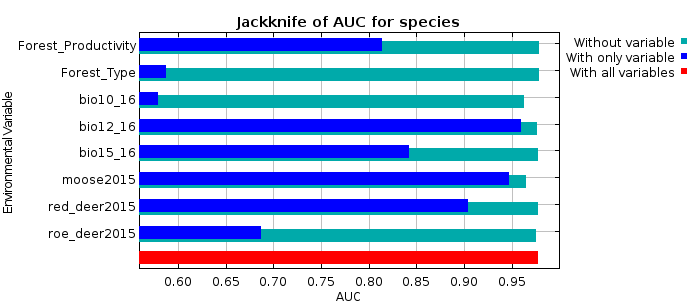 Jackknife of AUC for species
Environmental Variable
Forest_Productivity
Forest_Type
bio10_16
bio12_16
bio15_16
moose2015
red_deer2015
roe_deer2015
0.60 0.65 0.70 0.75 0.80 0.85 0.90 0.95
AUC
Without variable
With only variable
With all variables